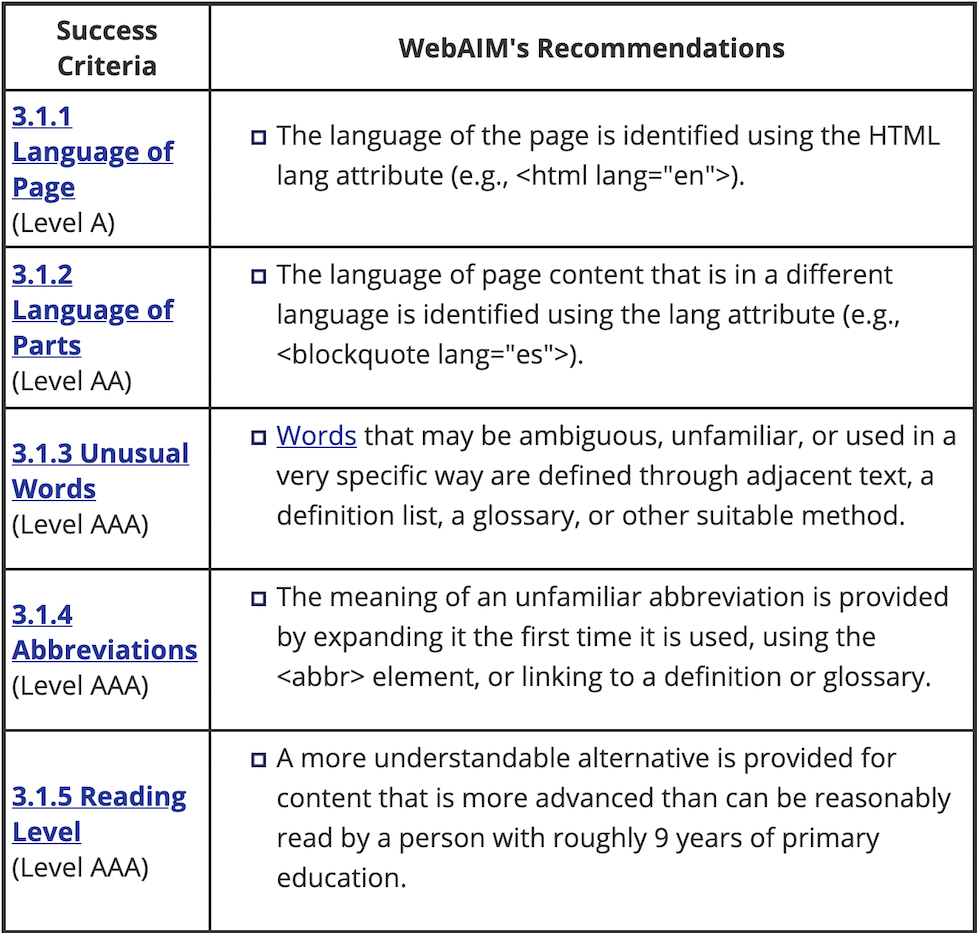 Success
Criteria
WebAIM's Recommendations
3.1.1
Language of
Page
(Level A)
The language of the page is identified using the HTML
lang attribute (e.g., <html lang="en">).
3.1.2
Language of
Parts
(Level AA)
The language of page content that is in a different
language is identified using the lang attribute (e.g.,
<blockquote lang="es">).
3.1.3 Unusual
Words
(Level AAA)
Words that may be ambiguous, unfamiliar, or used in a
very specific way are defined through adjacent text, a
definition list, a glossary, or other suitable method.
3.1.4
Abbreviations
(Level AAA)
The meaning of an unfamiliar abbreviation is provided
by expanding it the first time it is used, using the
<abbr> element, or linking to a definition or glossary.
3.1.5 Reading
Level
(Level AAA)
A more understandable alternative is provided for
content that is more advanced than can be reasonably
read by a person with roughly 9 years of primary
education.